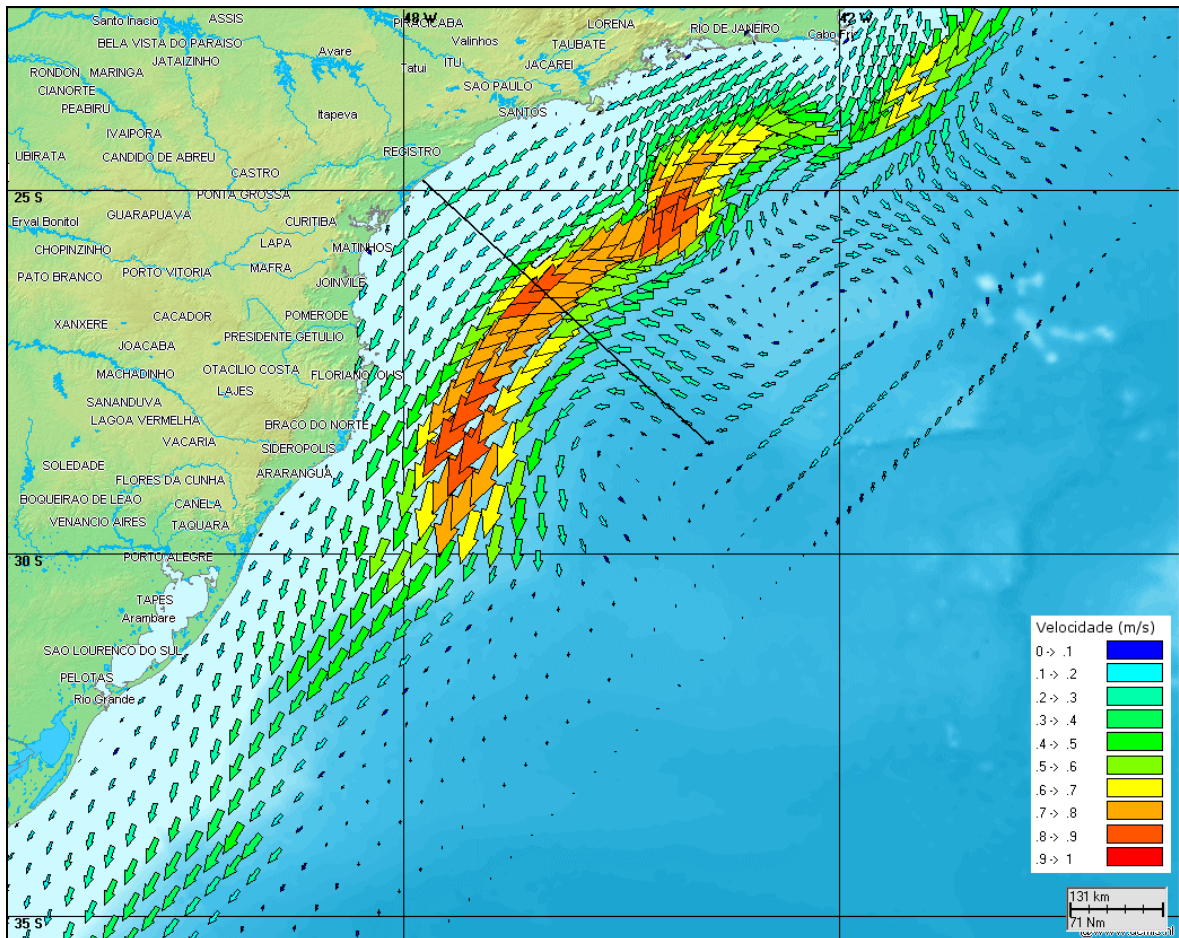 48 W
42 W
Santo Inacio
ASSIS
PIRACICABA
LORENA
RIO DE JANEIRO
Cabo Frio
BELA VISTA DO PARAISO
Valinhos
TAUBATE
JATAIZINHO
Avare
ITU
JACAREI
RONDON
MARINGA
Tatui
CIANORTE
SAO PAULO
PEABIRU
Itapeva
SANTOS
IVAIPORA
UBIRATA
CANDIDO DE ABREU
REGISTRO
CASTRO
25 S
PONTA GROSSA
Erval Bonitol
GUARAPUAVA
CURITIBA
CHOPINZINHO
LAPA
MATINHOS
PATO BRANCO
PORTO VITORIA
MAFRA
JOINVILE
XANXERE
CACADOR
POMERODE
JOACABA
PRESIDENTE GETULIO
MACHADINHO
OTACILIO COSTA
FLORIANOPOLIS
SANANDUVA
LAJES
LAGOA VERMELHA
BRACO DO NORTE
VACARIA
SIDEROPOLIS
SOLEDADE
FLORES DA CUNHA
ARARANGUA
BOQUEIRAO DE LEAO
CANELA
VENANCIO AIRES
TAQUARA
PORTO ALEGRE
30 S
TAPES
Arambare
SAO LOURENCO DO SUL
PELOTAS
Rio Grande
35 S
Velocidade (m/s)
0 -> .1
.1 -> .2
.2 -> .3
.3 -> .4
.4 -> .5
.5 -> .6
.6 -> .7
.7 -> .8
.8 -> .9
.9 -> 1
131 km
71 Nm